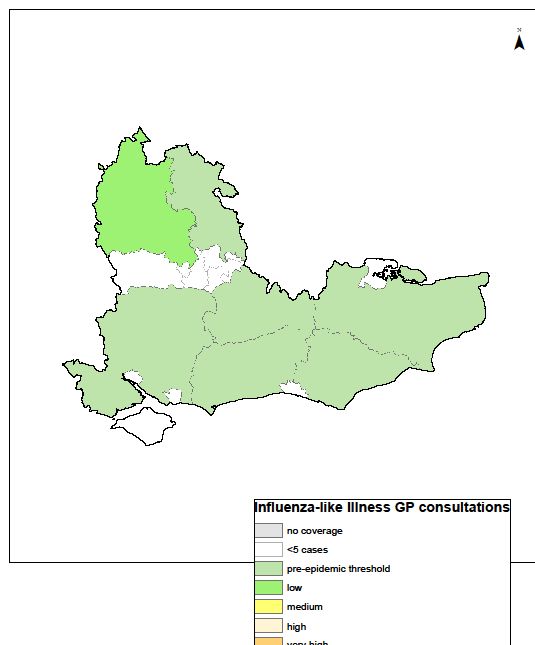 N
Influenza-like Illness GP consultations
no coverage
<5 cases
pre-epidemic threshold
low
medium
high
very high